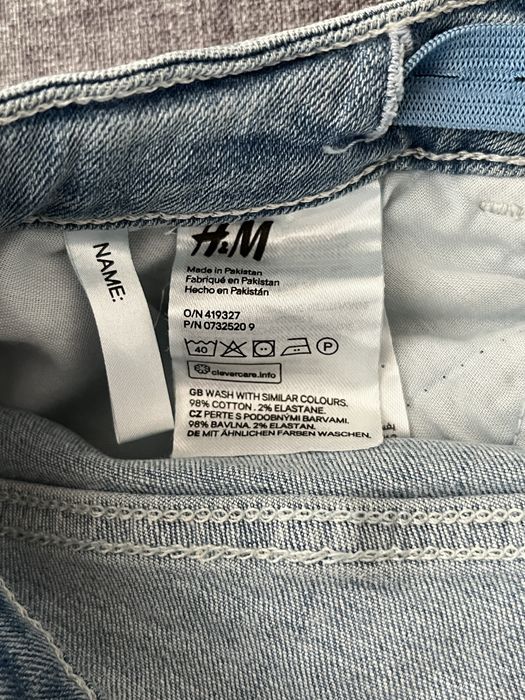 NAME:
H&M
Made in Pakistan
Fabriqué en Pakistan
Hecho en Pakistán
O/N 419327
P/N 0732520 9
40 P
clevercare.info
GB WASH WITH SIMILAR COLOURS.
98% COTTON . 2% ELASTANE.
CZ PERTE S PODOBNÝMI BARVAMI.
98% BAVLNA. 2% ELASTAN.
DE MIT ÄHNLICHEN FARBEN WASCHEN.